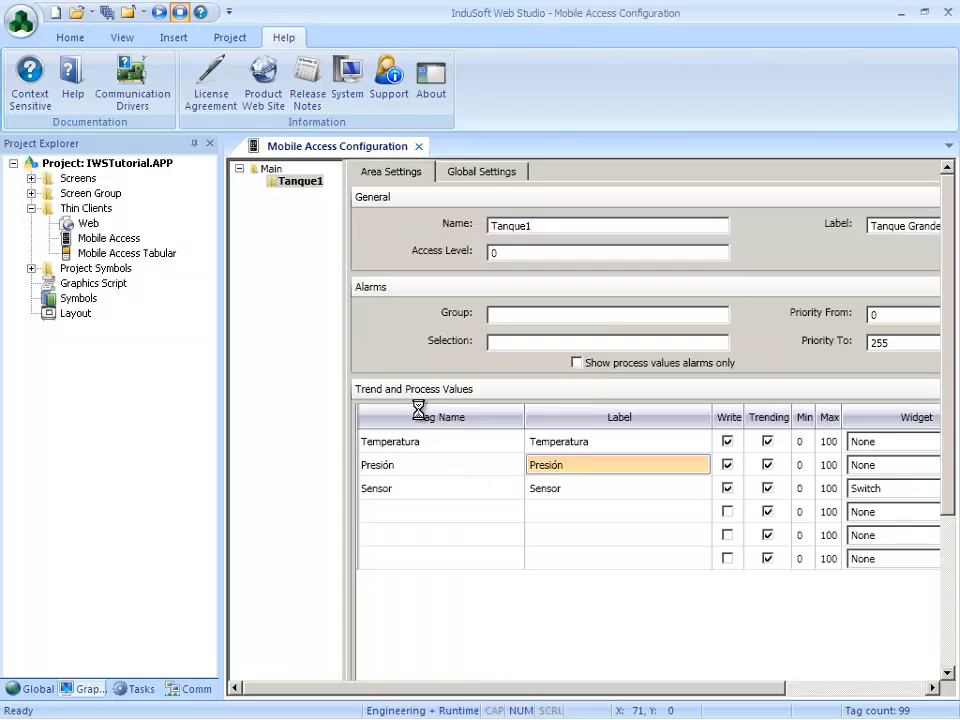 InduSoft Web Studio - Mobile Access Configuration
Home View Insert Project Help
Context Sensitive Help Communication Drivers License Agreement Product Web Site Release Notes System Support About
Documentation Information
Project Explorer
Project: IWSTutorial.APP
Screens
Screen Group
Thin Clients
Web
Mobile Access
Mobile Access Tabular
Project Symbols
Graphics Script
Symbols
Layout
Global Grap... Tasks Comm
Mobile Access Configuration
Main
Tanque1
Area Settings Global Settings
General
Name: Tanque1 Label: Tanque Grande
Access Level: 0
Alarms
Group: Priority From: 0
Selection: Priority To: 255
Show process values alarms only
Trend and Process Values
Name Label Write Trending Min Max Widget
Temperatura Temperatura 0 100 None
Presión Presión 0 100 None
Sensor Sensor 0 100 Switch
0 100 None
0 100 None
0 100 None
Ready Engineering + Runtime CAP NUM SCRL X: 71, Y: 0 Tag count: 99